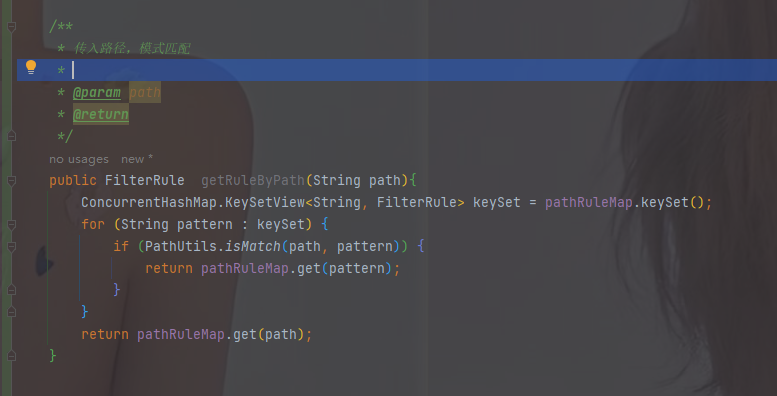 /**
 * 传入路径，模式匹配
 *
 * @param path
 * @return
 */
no usages   new *
public FilterRule  getRuleByPath(String path){
    ConcurrentHashMap.KeySetView<String, FilterRule> keySet = pathRuleMap.keySet();
    for (String pattern : keySet) {
        if (PathUtils.isMatch(path, pattern)) {
            return pathRuleMap.get(pattern);
        }
    }
    return pathRuleMap.get(path);
}